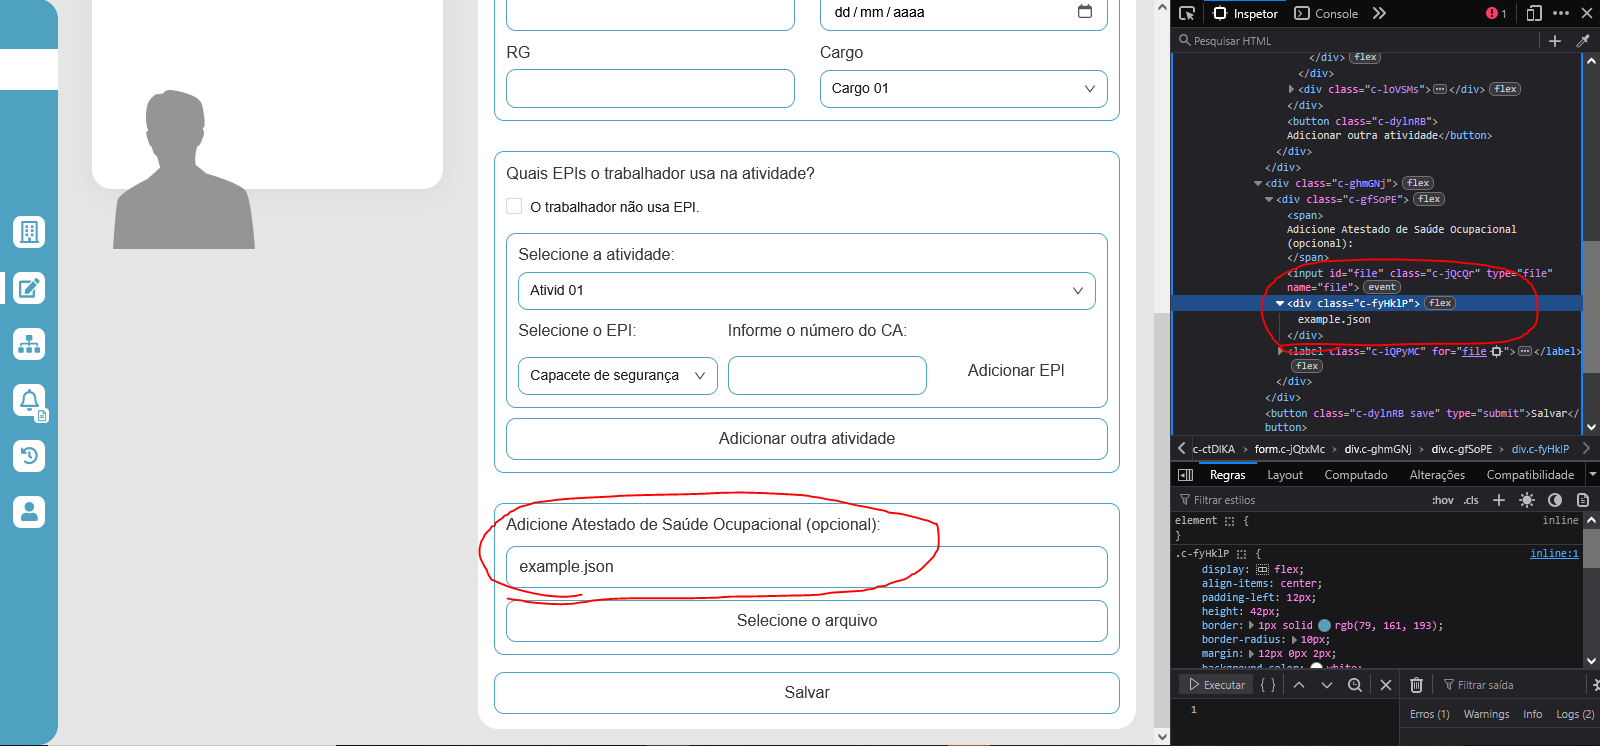 dd / mm / aaaa
RG
Cargo
Cargo 01
Quais EPIs o trabalhador usa na atividade?
O trabalhador não usa EPI.
Selecione a atividade:
Ativid 01
Selecione o EPI:
Informe o número do CA:
Capacete de segurança
Adicionar EPI
Adicionar outra atividade
Adicione Atestado de Saúde Ocupacional (opcional):
example.json
Selecione o arquivo
Salvar
Inspetor
Console
1
Pesquisar HTML
</div> flex
</div>
<div class="c-loVSMs"></div> flex
</div>
<button class="c-dylnRB">
Adicionar outra atividade</button>
</div>
</div>
<div class="c-ghmGNj"> flex
<div class="c-gfSoPE"> flex
<span>
Adicione Atestado de Saúde Ocupacional
(opcional):
</span>
<input id="file" class="c-jQcQr" type="file"
name="file"> event
<div class="c-fyHklP"> flex
example.json
</div>
<label class="c-iQPyMC" for="file"></label>
flex
</div>
</div>
<button class="c-dylnRB save" type="submit">Salvar</
button>
c-ctDIKA
form.c-jQtxMc
div.c-ghmGNj
div.c-gfSoPE
div.c-fyHklP
Regras
Layout
Computado
Alterações
Compatibilidade
Filtrar estilos
:hov
.cls
element {
inline
}
.c-fyHklP {
inline:1
display: flex;
align-items: center;
padding-left: 12px;
height: 42px;
border: 1px solid rgb(79, 161, 193);
border-radius: 10px;
margin: 12px 0px 2px;
background-color: white;
Executar
{ }
Filtrar saída
1
Erros (1)
Warnings
Info
Logs (2)